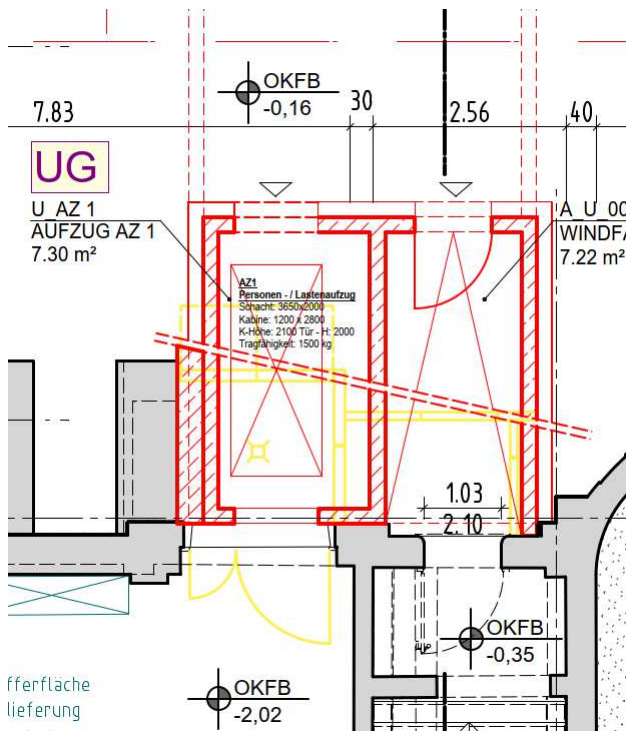 OKFB
-0,16
7.83
30
2.56
40
UG
U_AZ 1
AUFZUG AZ 1
7.30 m²
A_U_00
WINDFA
7.22 m²
AZ1
Personen - / Lastenaufzug
Schacht: 3650x2000
Kabine: 1200 x 2800
K-Höhe: 2100 Tür - H: 2000
Tragfähigkeit: 1500 kg
1.03
2.10
OKFB
-0,35
OKFB
-2,02
fferfläche
lieferung